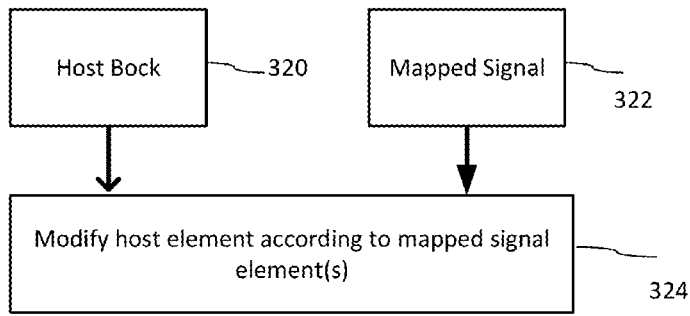 Host Bock
320
Mapped Signal
322
Modify host element according to mapped signal
element(s)
324